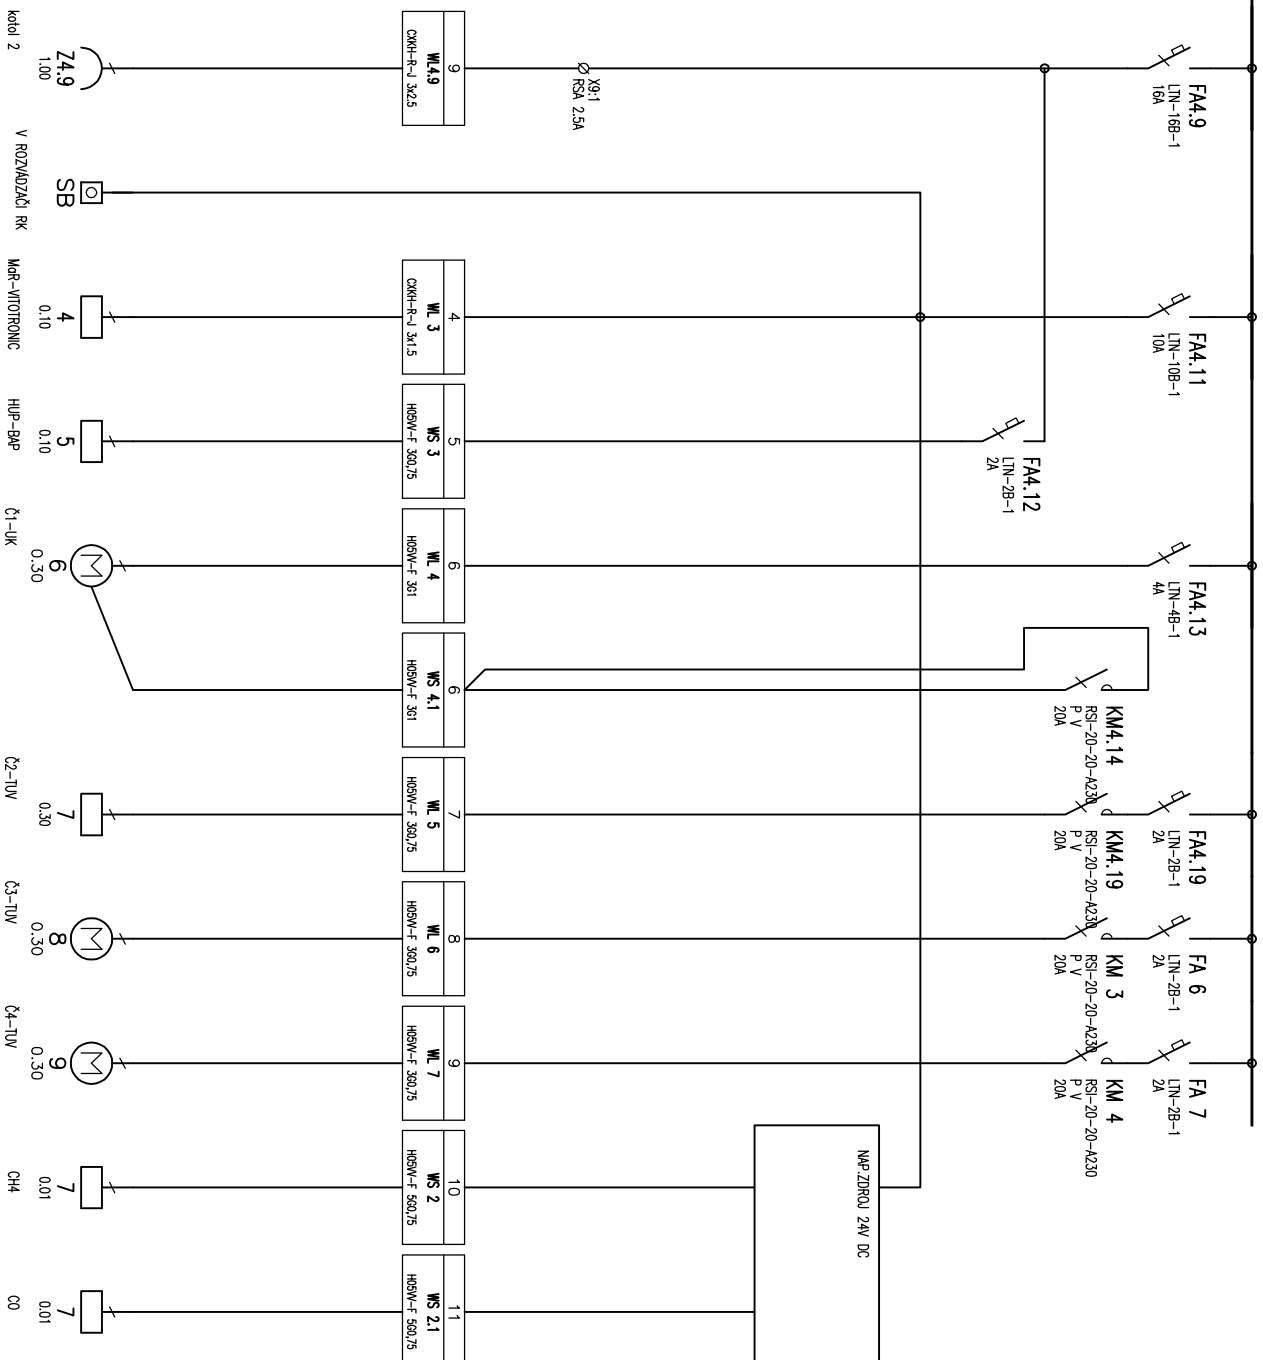 FA4.9
LTN-16B-1
16A
X9:1
RSA 2.5A
9
WL4.9
CXKH-R-J 3x2.5
Z4.9
1.00
kotol 2
SB
V ROZVÁDZAČI RK
FA4.11
LTN-10B-1
10A
4
WL 3
CXKH-R-J 3x1.5
4
0.10
MaR-VITOTRONIC
FA4.12
LTN-2B-1
2A
5
WS 3
H05VV-F 3G0,75
5
0.10
HUP-BAP
FA4.13
LTN-4B-1
4A
6
WL 4
H05VV-F 3G1
M
6
0.30
Č1-UK
KM4.14
RSI-20-20-A230
P V
20A
6
WS 4.1
H05VV-F 3G1
FA4.19
LTN-2B-1
2A
KM4.19
RSI-20-20-A230
P V
20A
7
WL 5
H05VV-F 3G0,75
7
0.30
Č2-TUV
FA 6
LTN-2B-1
2A
KM 3
RSI-20-20-A230
P V
20A
8
WL 6
H05VV-F 3G0,75
M
8
0.30
Č3-TUV
FA 7
LTN-2B-1
2A
KM 4
RSI-20-20-A230
P V
20A
9
WL 7
H05VV-F 3G0,75
M
9
0.30
Č4-TUV
NAP.ZDROJ 24V DC
10
WS 2
H05VV-F 5G0,75
7
0.01
CH4
11
WS 2.1
H05VV-F 5G0,75
7
0.01
CO